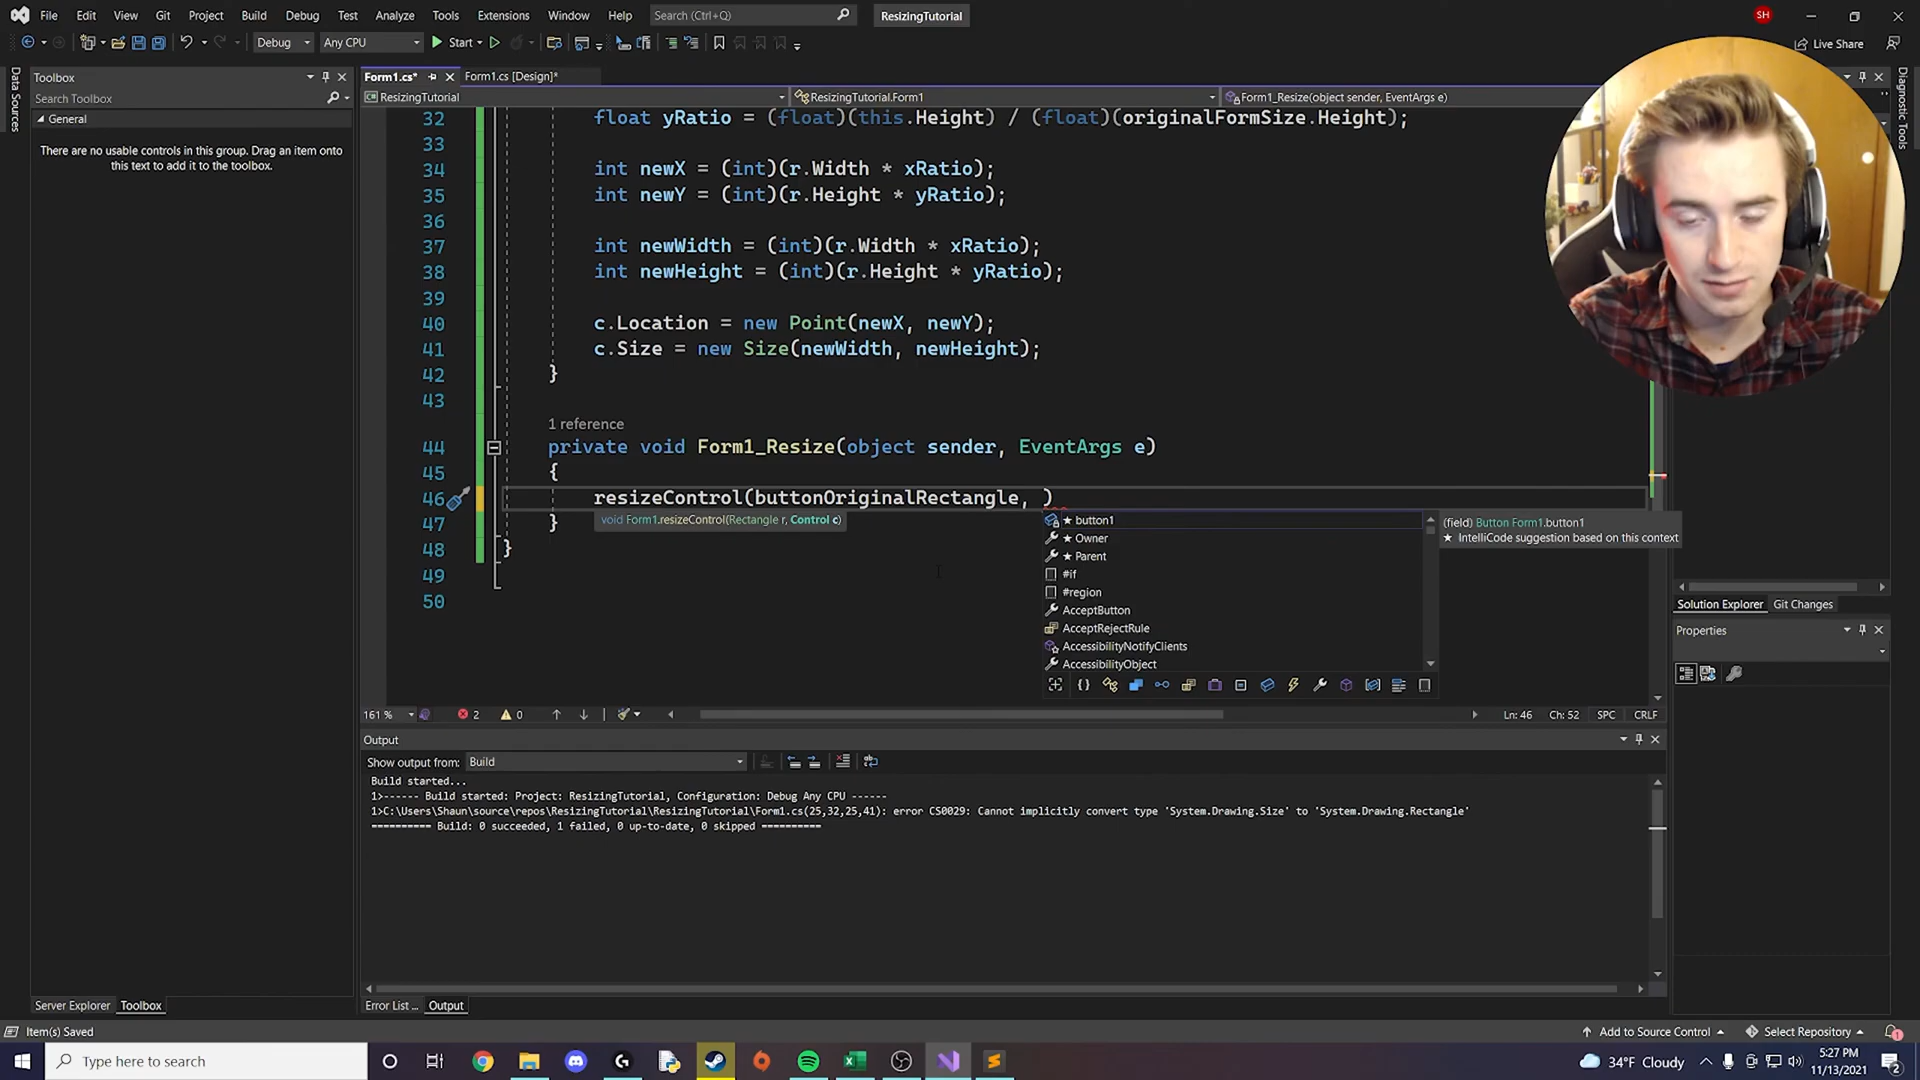 File Edit View Git Project Build Debug Test Analyze Tools Extensions Window Help Search (Ctrl+Q) ResizingTutorial SH
Debug Any CPU Start Live Share
Data Sources
Toolbox
Search Toolbox
General
There are no usable controls in this group. Drag an item onto
this text to add it to the toolbox.
Form1.cs* Form1.cs [Design]*
ResizingTutorial ResizingTutorial.Form1 Form1_Resize(object sender, EventArgs e)
32 float yRatio = (float)(this.Height) / (float)(originalFormSize.Height);
33
34 int newX = (int)(r.Width * xRatio);
35 int newY = (int)(r.Height * yRatio);
36
37 int newWidth = (int)(r.Width * xRatio);
38 int newHeight = (int)(r.Height * yRatio);
39
40 c.Location = new Point(newX, newY);
41 c.Size = new Size(newWidth, newHeight);
42 }
43
1 reference
44 private void Form1_Resize(object sender, EventArgs e)
45 {
46 resizeControl(buttonOriginalRectangle, )
void Form1.resizeControl(Rectangle r, Control c)
47 }
48 }
49
50
★ button1
★ Owner
★ Parent
#if
#region
AcceptButton
AcceptRejectRule
AccessibilityNotifyClients
AccessibilityObject
(field) Button Form1.button1
★ IntelliCode suggestion based on this context
161 % 2 0 Ln: 46 Ch: 52 SPC CRLF
Output
Show output from: Build
Build started...
1>------ Build started: Project: ResizingTutorial, Configuration: Debug Any CPU ------
1>C:\Users\Shaun\source\repos\ResizingTutorial\ResizingTutorial\Form1.cs(25,32,25,41): error CS0029: Cannot implicitly convert type 'System.Drawing.Size' to 'System.Drawing.Rectangle'
========== Build: 0 succeeded, 1 failed, 0 up-to-date, 0 skipped ==========
Diagnostic Tools
Solution Explorer Git Changes
Properties
Server Explorer Toolbox
Error List ... Output
Item(s) Saved Add to Source Control Select Repository 1
Type here to search
34°F Cloudy
5:27 PM
11/13/2021
2